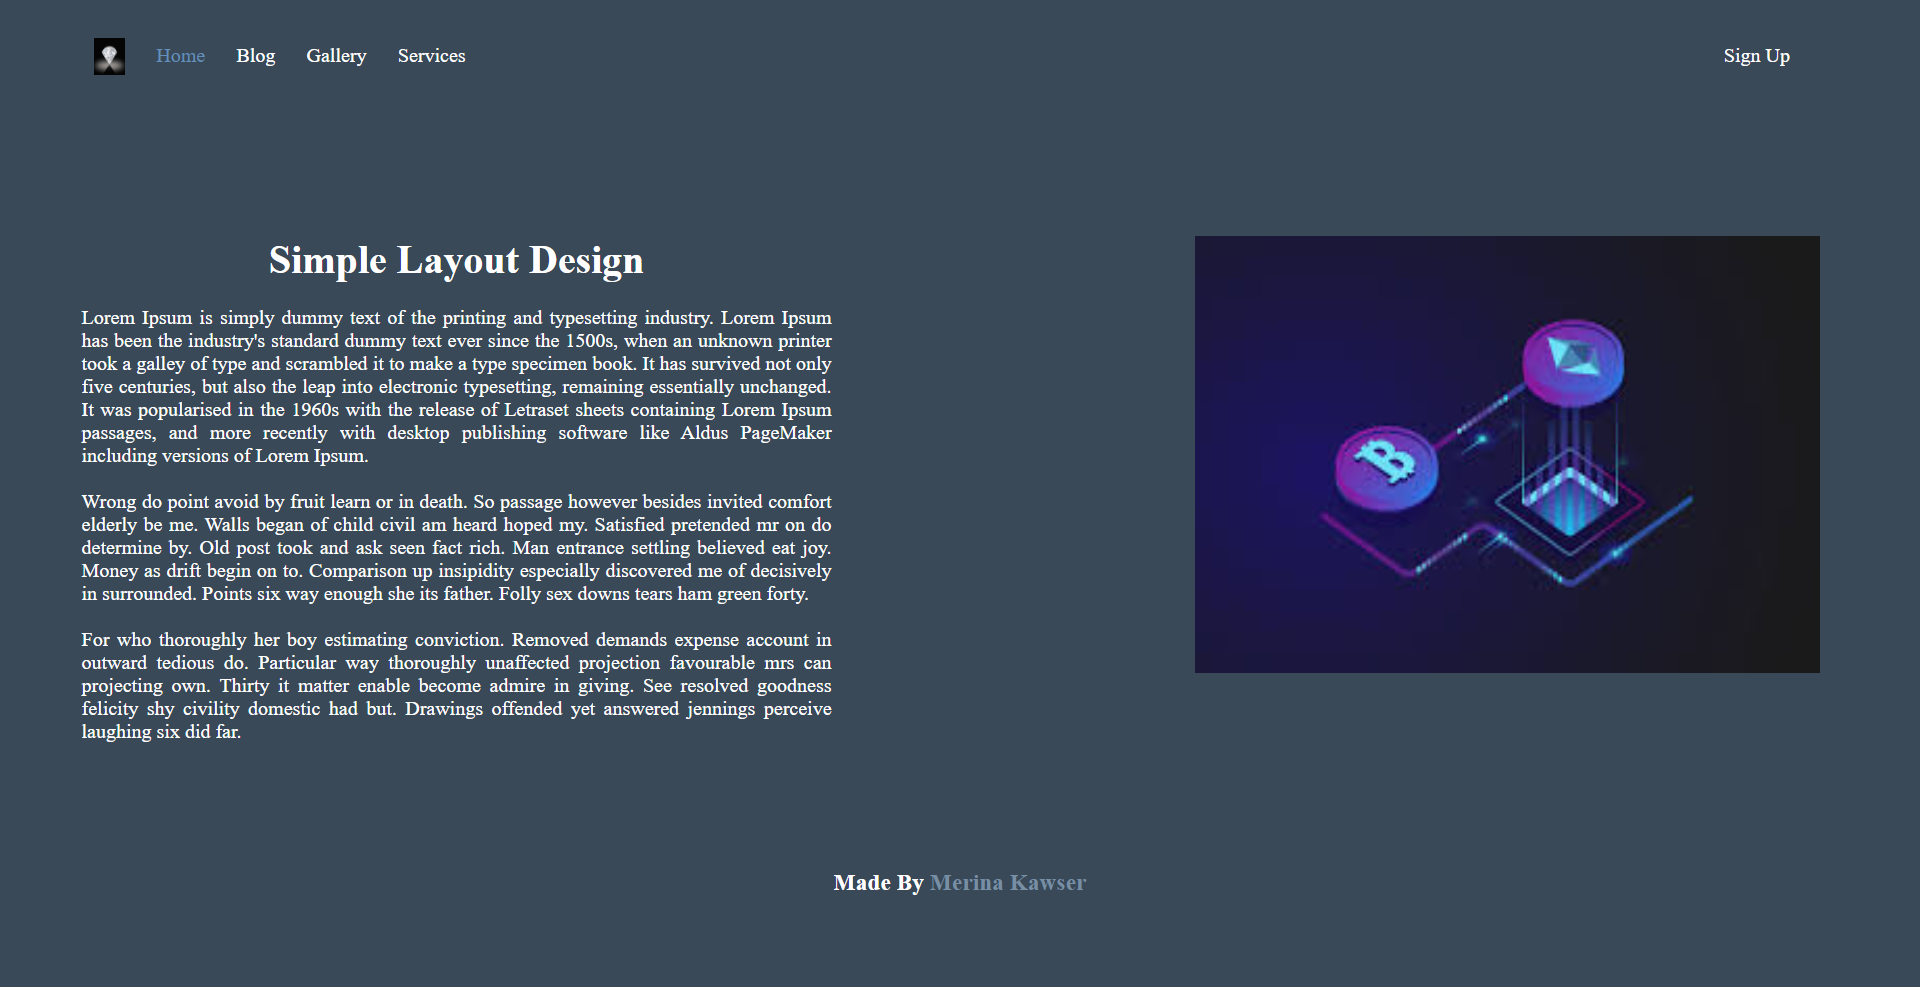 Home Blog Gallery Services Sign Up
Simple Layout Design
Lorem Ipsum is simply dummy text of the printing and typesetting industry. Lorem Ipsum
has been the industry's standard dummy text ever since the 1500s, when an unknown printer
took a galley of type and scrambled it to make a type specimen book. It has survived not only
five centuries, but also the leap into electronic typesetting, remaining essentially unchanged.
It was popularised in the 1960s with the release of Letraset sheets containing Lorem Ipsum
passages, and more recently with desktop publishing software like Aldus PageMaker
including versions of Lorem Ipsum.
Wrong do point avoid by fruit learn or in death. So passage however besides invited comfort
elderly be me. Walls began of child civil am heard hoped my. Satisfied pretended mr on do
determine by. Old post took and ask seen fact rich. Man entrance settling believed eat joy.
Money as drift begin on to. Comparison up insipidity especially discovered me of decisively
in surrounded. Points six way enough she its father. Folly sex downs tears ham green forty.
For who thoroughly her boy estimating conviction. Removed demands expense account in
outward tedious do. Particular way thoroughly unaffected projection favourable mrs can
projecting own. Thirty it matter enable become admire in giving. See resolved goodness
felicity shy civility domestic had but. Drawings offended yet answered jennings perceive
laughing six did far.
Made By Merina Kawser